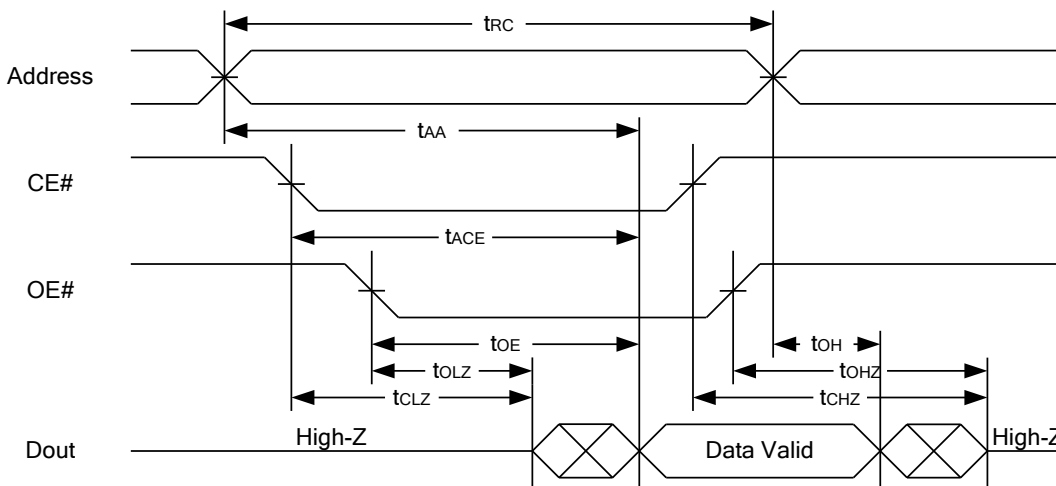 tRC
Address
tAA
CE#
tACE
OE#
tOE
tOH
tOLZ
tOHZ
tCLZ
tCHZ
High-Z
Dout
Data Valid
High-Z